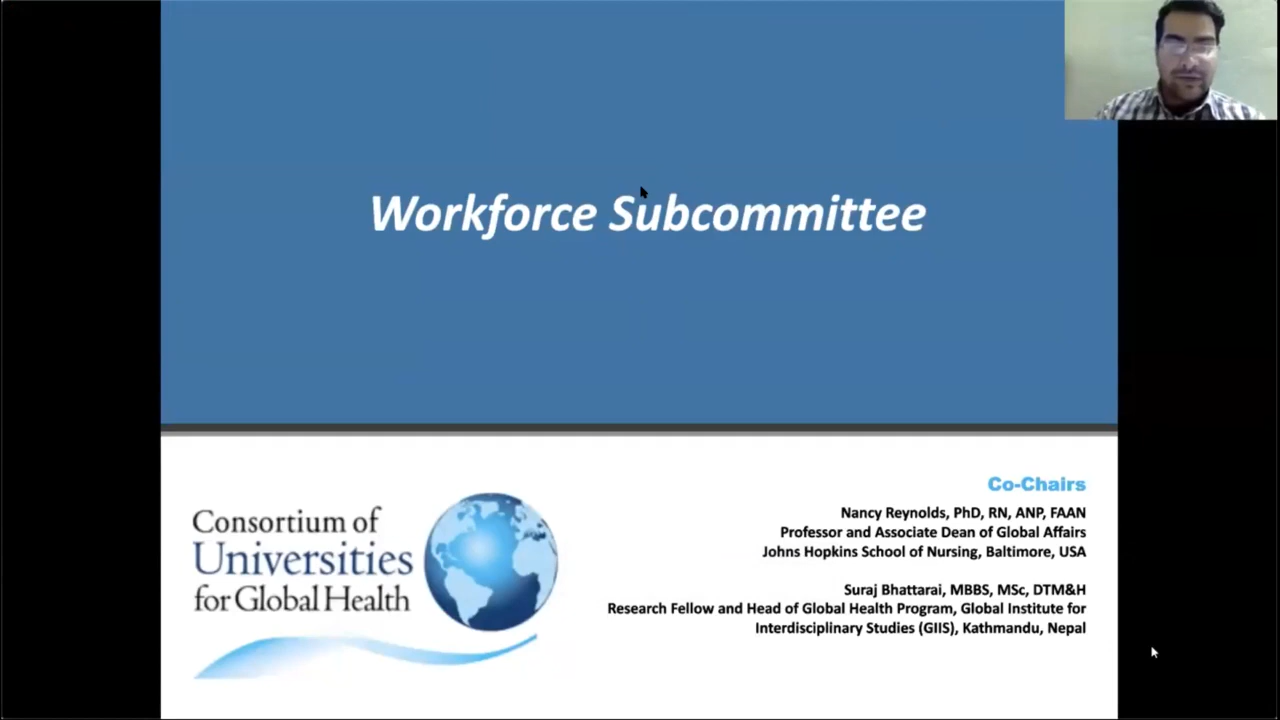 Workforce Subcommittee
Consortium of
Universities
for Global Health
Co-Chairs
Nancy Reynolds, PhD, RN, ANP, FAAN
Professor and Associate Dean of Global Affairs
Johns Hopkins School of Nursing, Baltimore, USA
Suraj Bhattarai, MBBS, MSc, DTM&H
Research Fellow and Head of Global Health Program, Global Institute for
Interdisciplinary Studies (GIIS), Kathmandu, Nepal